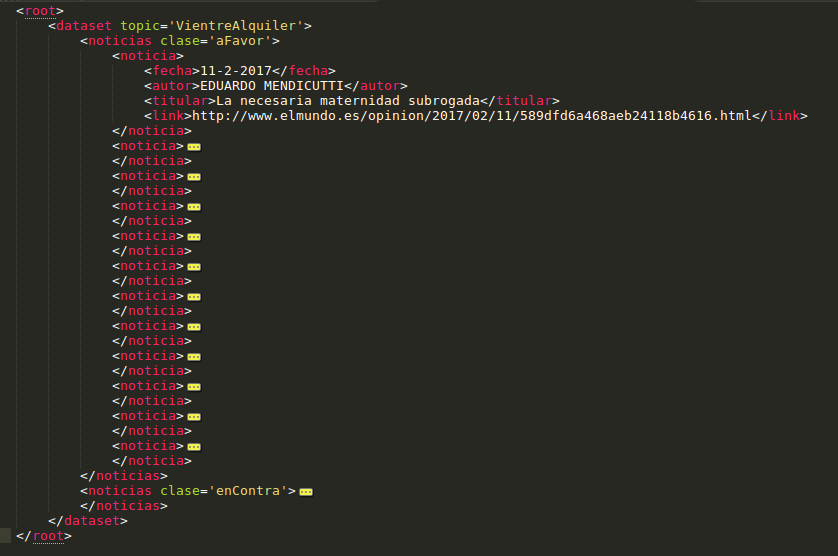 <root>
<dataset topic='VientreAlquiler'>
<noticias clase='aFavor'>
<noticia>
<fecha>11-2-2017</fecha>
<autor>EDUARDO MENDICUTTI</autor>
<titular>La necesaria maternidad subrogada</titular>
<link>http://www.elmundo.es/opinion/2017/02/11/589dfd6a468aeb24118b4616.html</link>
</noticia>
<noticia>
</noticia>
<noticia>
</noticia>
<noticia>
</noticia>
<noticia>
</noticia>
<noticia>
</noticia>
<noticia>
</noticia>
<noticia>
</noticia>
<noticia>
</noticia>
<noticia>
</noticia>
<noticia>
</noticia>
<noticia>
</noticia>
</noticias>
<noticias clase='enContra'>
</noticias>
</dataset>
</root>